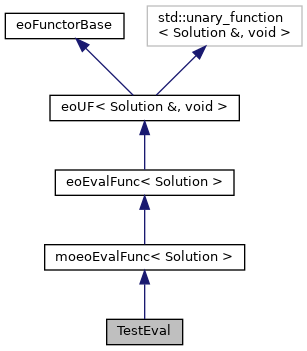 eoFunctorBase
std::unary_function
< Solution &, void >
eoUF< Solution &, void >
eoEvalFunc< Solution >
moeoEvalFunc< Solution >
TestEval